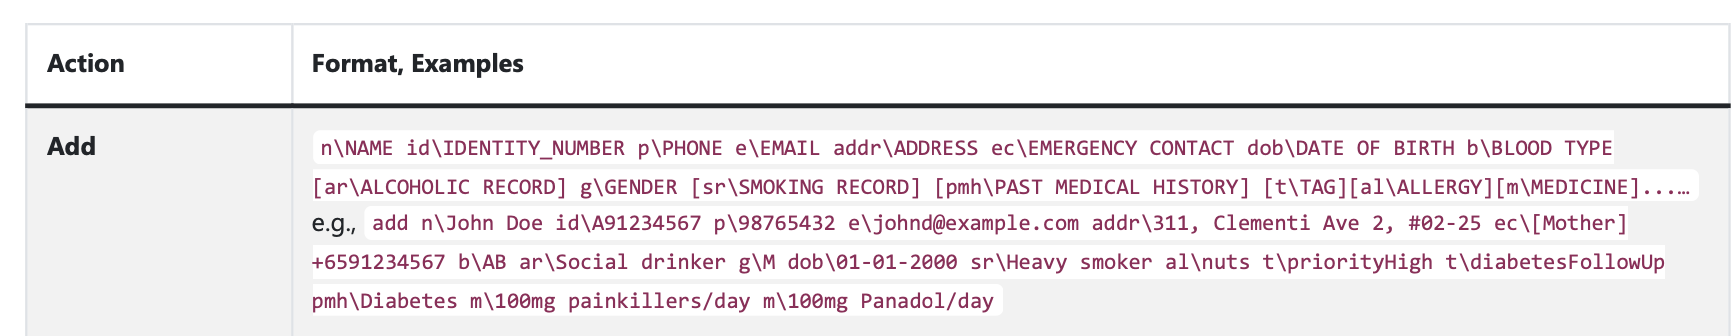 Action Format, Examples
Add n\NAME id\IDENTITY_NUMBER p\PHONE e\EMAIL addr\ADDRESS ec\EMERGENCY CONTACT dob\DATE OF BIRTH b\BLOOD TYPE
[ar\ALCOHOLIC RECORD] g\GENDER [sr\SMOKING RECORD] [pmh\PAST MEDICAL HISTORY] [t\TAG][al\ALLERGY][m\MEDICINE]...…
e.g., add n\John Doe id\A91234567 p\98765432 e\johnd@example.com addr\311, Clementi Ave 2, #02-25 ec\[Mother]
+6591234567 b\AB ar\Social drinker g\M dob\01-01-2000 sr\Heavy smoker al\nuts t\priorityHigh t\diabetesFollowUp
pmh\Diabetes m\100mg painkillers/day m\100mg Panadol/day